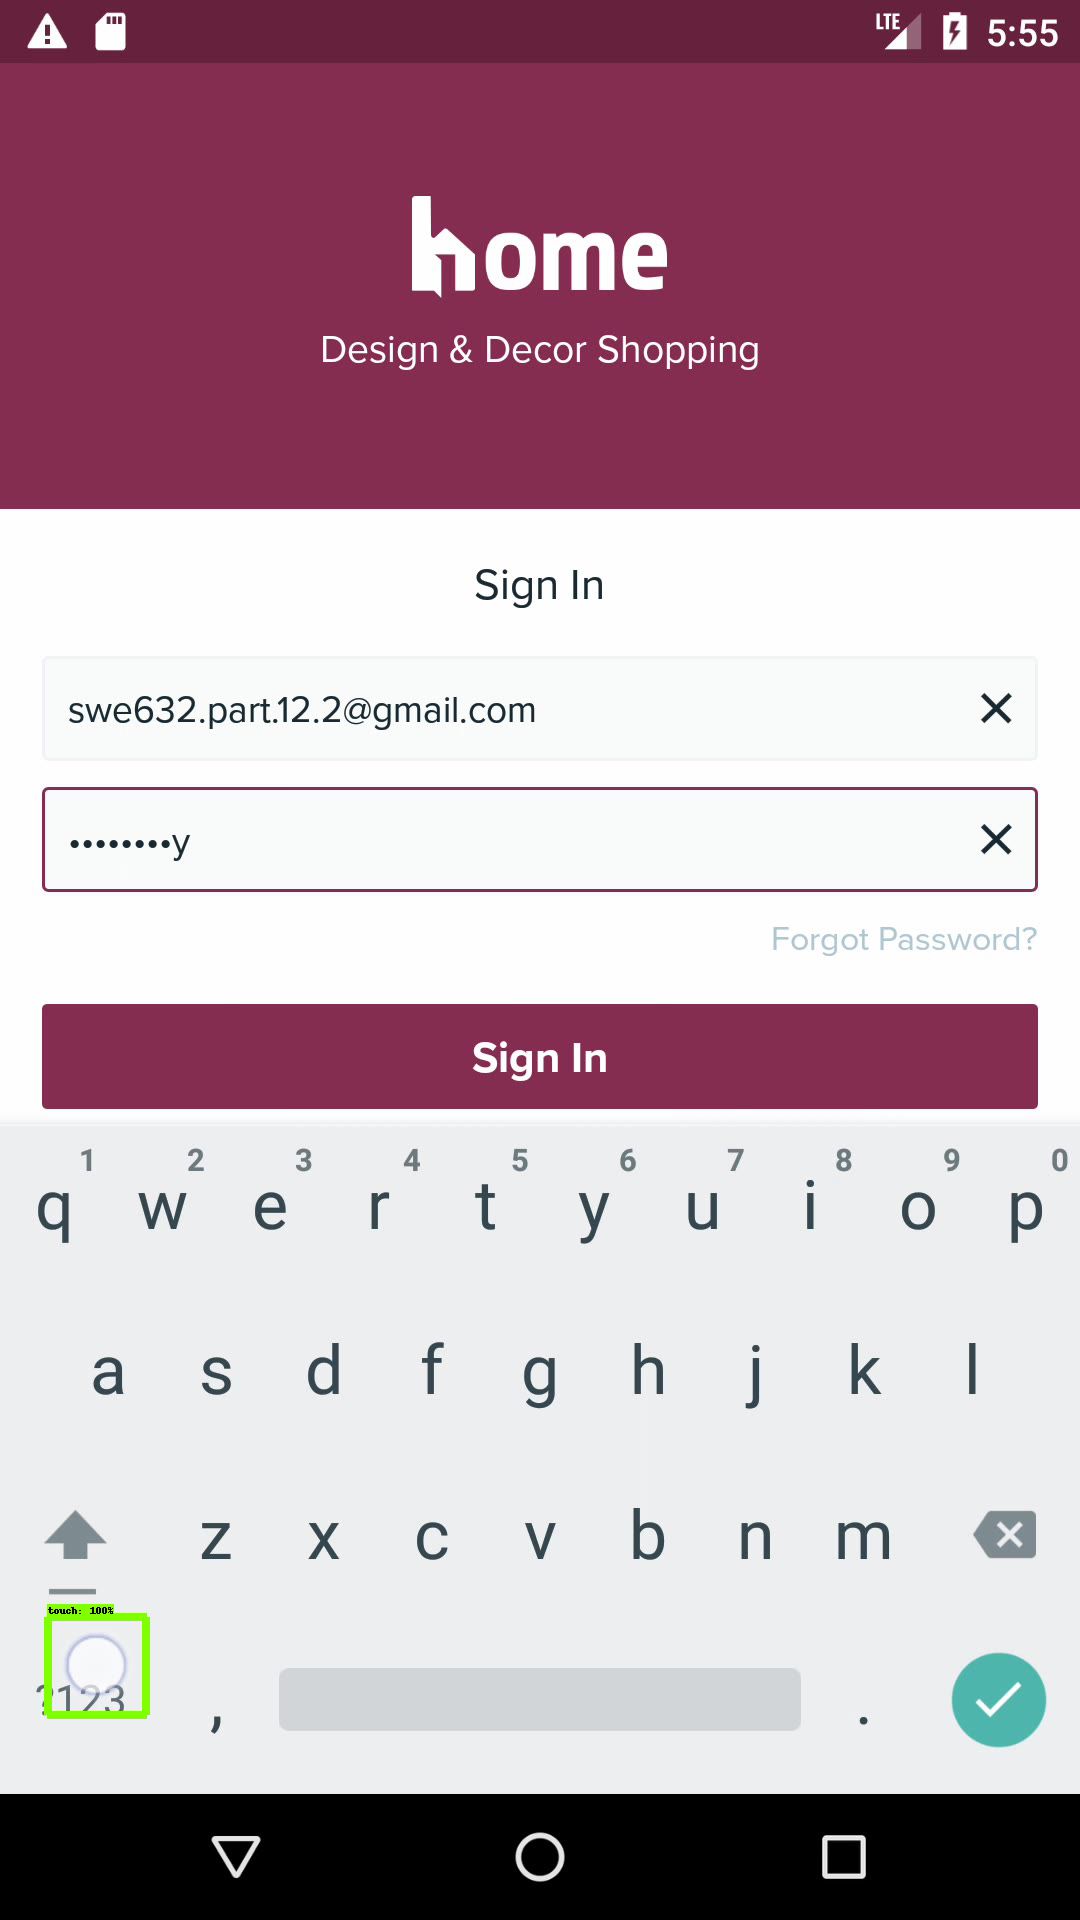 LTE 5:55
home
Design & Decor Shopping
Sign In
swe632.part.12.2@gmail.com
••••••••y
Forgot Password?
Sign In
1 2 3 4 5 6 7 8 9 0
q w e r t y u i o p
a s d f g h j k l
z x c v b n m
touch: 100%
?123 , .